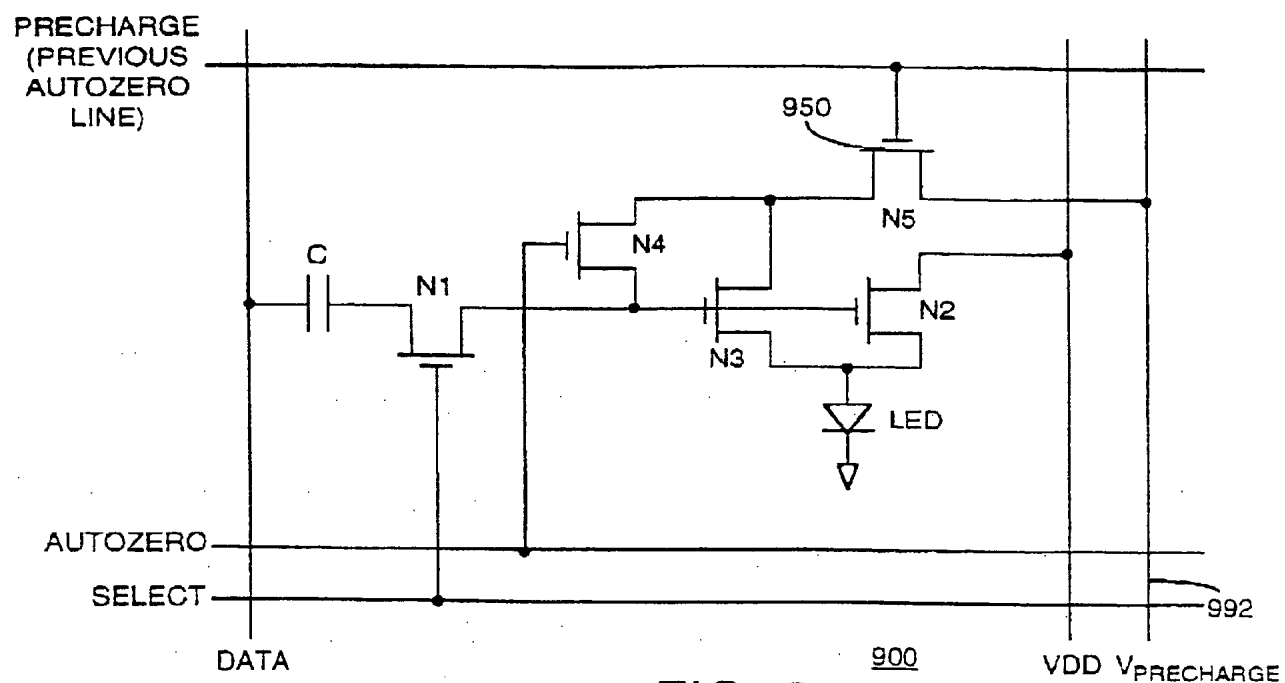 PRECHARGE
(PREVIOUS
AUTOZERO
LINE)
950
N5
N4
C
N1
N2
N3
LED
AUTOZERO
SELECT
992
DATA
900
VDD VPRECHARGE